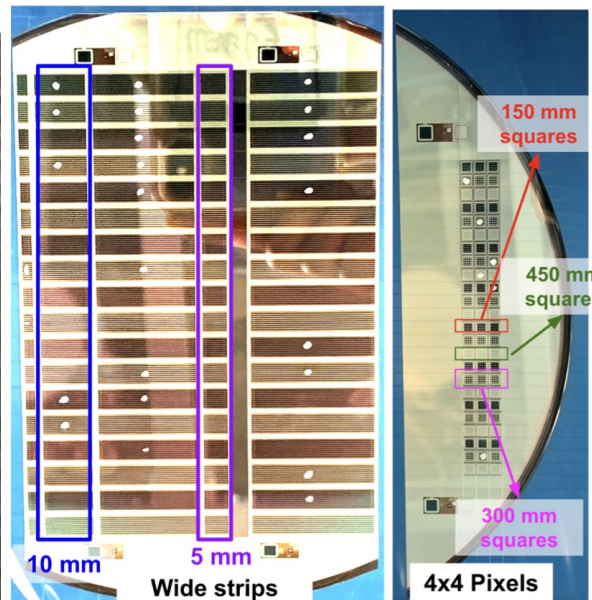 10 mm
5 mm
Wide strips
150 mm
squares
450 mm
square
300 mm
squares
4x4 Pixels